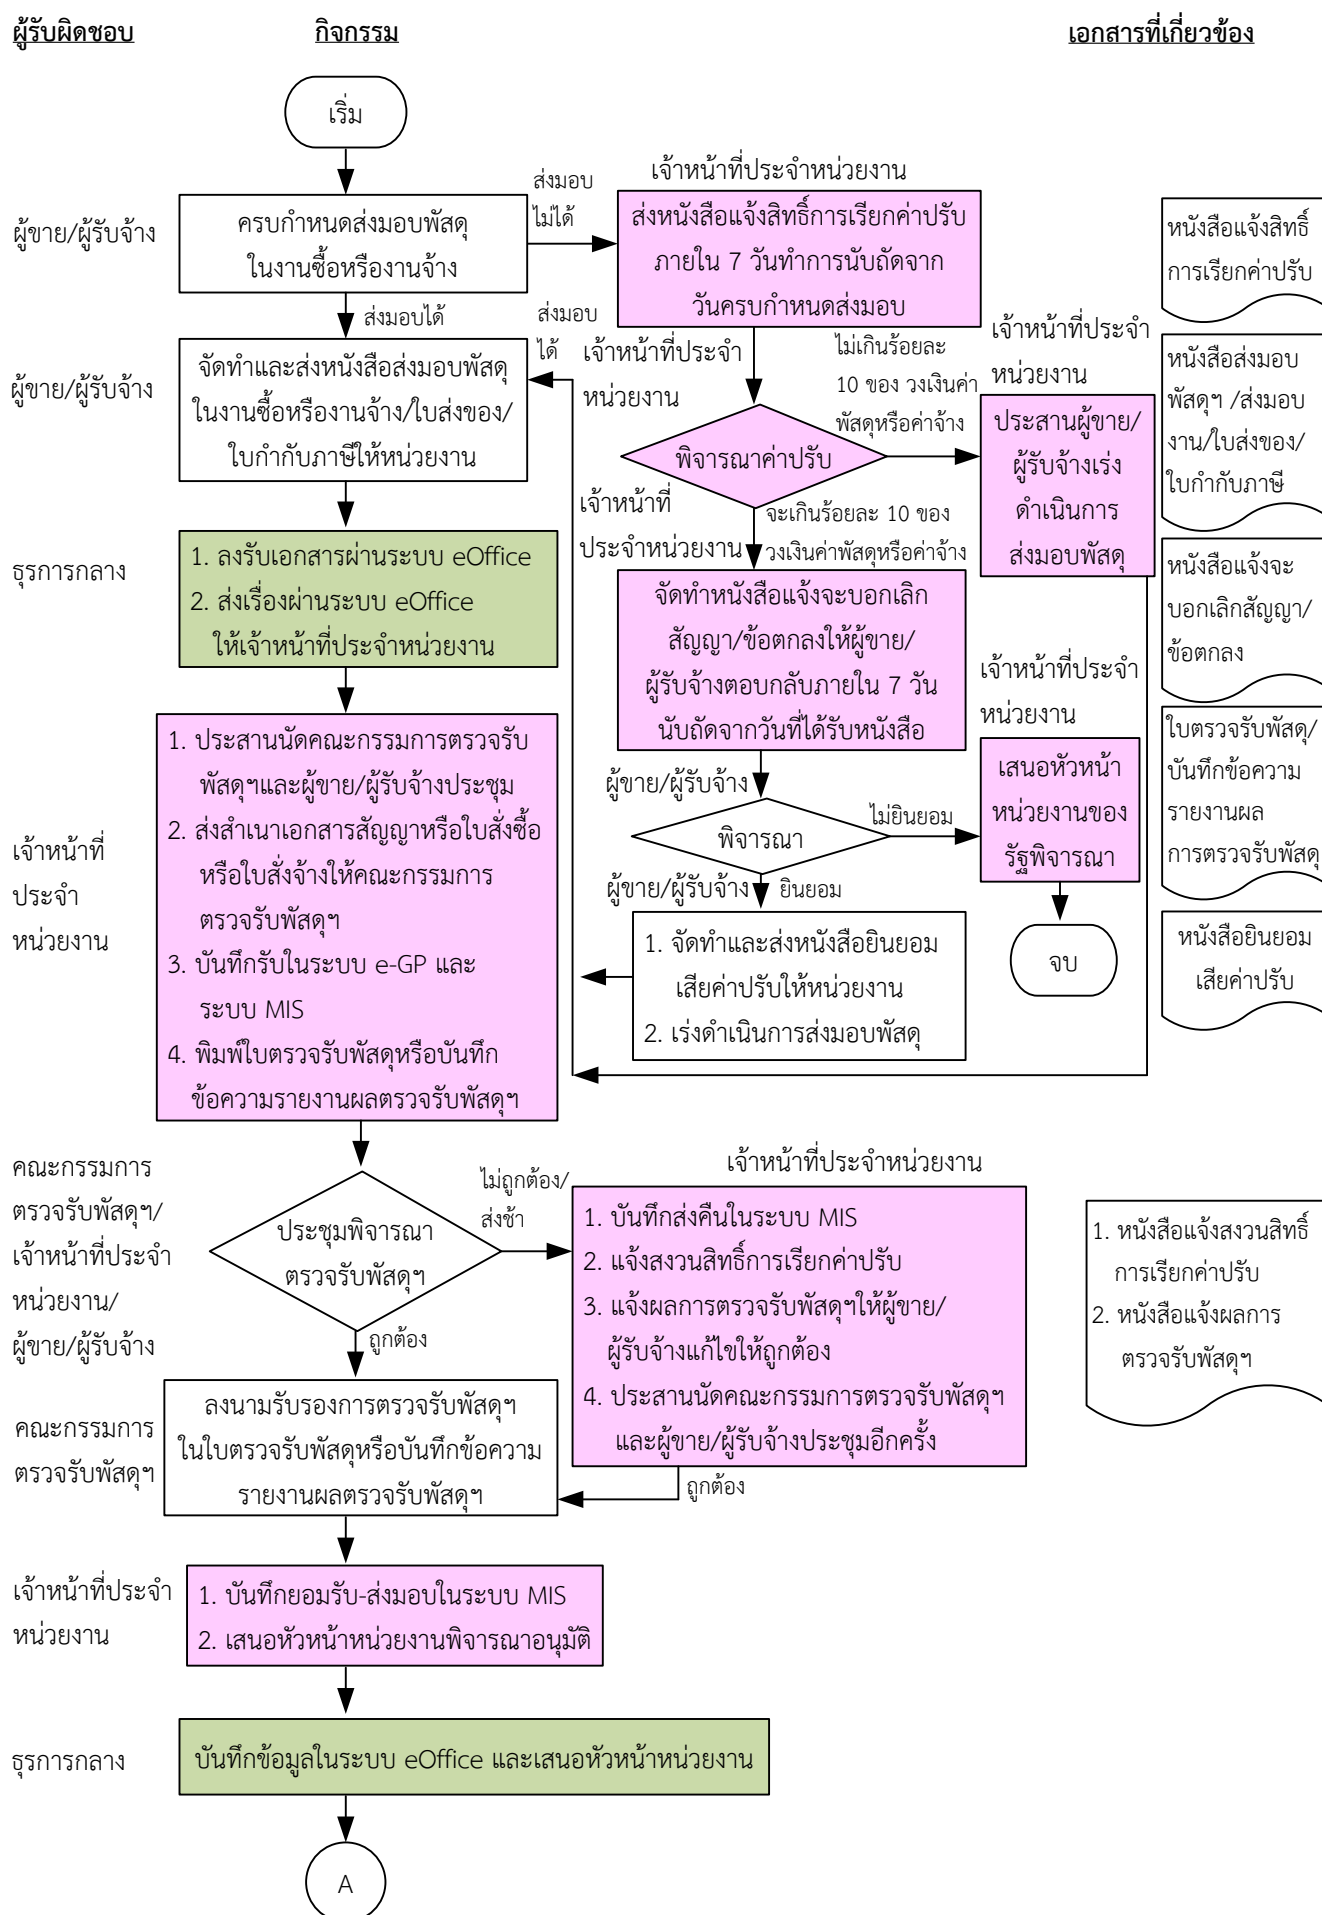 ผู้รับผิดชอบ
กิจกรรม
เอกสารที่เกี่ยวข้อง
เริ่ม
ผู้ขาย/ผู้รับจ้าง
ครบกำหนดส่งมอบพัสดุ
ในงานซื้อหรืองานจ้าง
ส่งมอบ
ไม่ได้
เจ้าหน้าที่ประจำหน่วยงาน
ส่งหนังสือแจ้งสิทธิ์การเรียกค่าปรับ
ภายใน 7 วันทำการนับถัดจาก
วันครบกำหนดส่งมอบ
หนังสือแจ้งสิทธิ์
การเรียกค่าปรับ
ส่งมอบได้
ส่งมอบ
ได้
ผู้ขาย/ผู้รับจ้าง
จัดทำและส่งหนังสือส่งมอบพัสดุ
ในงานซื้อหรืองานจ้าง/ใบส่งของ/
ใบกำกับภาษีให้หน่วยงาน
เจ้าหน้าที่ประจำ
หน่วยงาน
พิจารณาค่าปรับ
ไม่เกินร้อยละ
10 ของ วงเงินค่า
พัสดุหรือค่าจ้าง
เจ้าหน้าที่ประจำ
หน่วยงาน
ประสานผู้ขาย/
ผู้รับจ้างเร่ง
ดำเนินการ
ส่งมอบพัสดุ
หนังสือส่งมอบ
พัสดุฯ /ส่งมอบ
งาน/ใบส่งของ/
ใบกำกับภาษี
ธุรการกลาง
1. ลงรับเอกสารผ่านระบบ eOffice
2. ส่งเรื่องผ่านระบบ eOffice
ให้เจ้าหน้าที่ประจำหน่วยงาน
เจ้าหน้าที่
ประจำหน่วยงาน
จะเกินร้อยละ 10 ของ
วงเงินค่าพัสดุหรือค่าจ้าง
จัดทำหนังสือแจ้งจะบอกเลิก
สัญญา/ข้อตกลงให้ผู้ขาย/
ผู้รับจ้างตอบกลับภายใน 7 วัน
นับถัดจากวันที่ได้รับหนังสือ
หนังสือแจ้งจะ
บอกเลิกสัญญา/
ข้อตกลง
เจ้าหน้าที่
ประจำ
หน่วยงาน
1. ประสานนัดคณะกรรมการตรวจรับ
พัสดุฯและผู้ขาย/ผู้รับจ้างประชุม
2. ส่งสำเนาเอกสารสัญญาหรือใบสั่งซื้อ
หรือใบสั่งจ้างให้คณะกรรมการ
ตรวจรับพัสดุฯ
3. บันทึกรับในระบบ e-GP และ
ระบบ MIS
4. พิมพ์ใบตรวจรับพัสดุหรือบันทึก
ข้อความรายงานผลตรวจรับพัสดุฯ
ผู้ขาย/ผู้รับจ้าง
พิจารณา
ไม่ยินยอม
เจ้าหน้าที่ประจำ
หน่วยงาน
เสนอหัวหน้า
หน่วยงานของ
รัฐพิจารณา
จบ
ใบตรวจรับพัสดุ/
บันทึกข้อความ
รายงานผล
การตรวจรับพัสดุ
ผู้ขาย/ผู้รับจ้าง
ยินยอม
1. จัดทำและส่งหนังสือยินยอม
เสียค่าปรับให้หน่วยงาน
2. เร่งดำเนินการส่งมอบพัสดุ
หนังสือยินยอม
เสียค่าปรับ
คณะกรรมการ
ตรวจรับพัสดุฯ/
เจ้าหน้าที่ประจำ
หน่วยงาน/
ผู้ขาย/ผู้รับจ้าง
ประชุมพิจารณา
ตรวจรับพัสดุฯ
ไม่ถูกต้อง/
ส่งช้า
เจ้าหน้าที่ประจำหน่วยงาน
1. บันทึกส่งคืนในระบบ MIS
2. แจ้งสงวนสิทธิ์การเรียกค่าปรับ
3. แจ้งผลการตรวจรับพัสดุฯให้ผู้ขาย/
ผู้รับจ้างแก้ไขให้ถูกต้อง
4. ประสานนัดคณะกรรมการตรวจรับพัสดุฯ
และผู้ขาย/ผู้รับจ้างประชุมอีกครั้ง
1. หนังสือแจ้งสงวนสิทธิ์
การเรียกค่าปรับ
2. หนังสือแจ้งผลการ
ตรวจรับพัสดุฯ
ถูกต้อง
คณะกรรมการ
ตรวจรับพัสดุฯ
ลงนามรับรองการตรวจรับพัสดุฯ
ในใบตรวจรับพัสดุหรือบันทึกข้อความ
รายงานผลตรวจรับพัสดุฯ
ถูกต้อง
เจ้าหน้าที่ประจำ
หน่วยงาน
1. บันทึกยอมรับ-ส่งมอบในระบบ MIS
2. เสนอหัวหน้าหน่วยงานพิจารณาอนุมัติ
ธุรการกลาง
บันทึกข้อมูลในระบบ eOffice และเสนอหัวหน้าหน่วยงาน
A